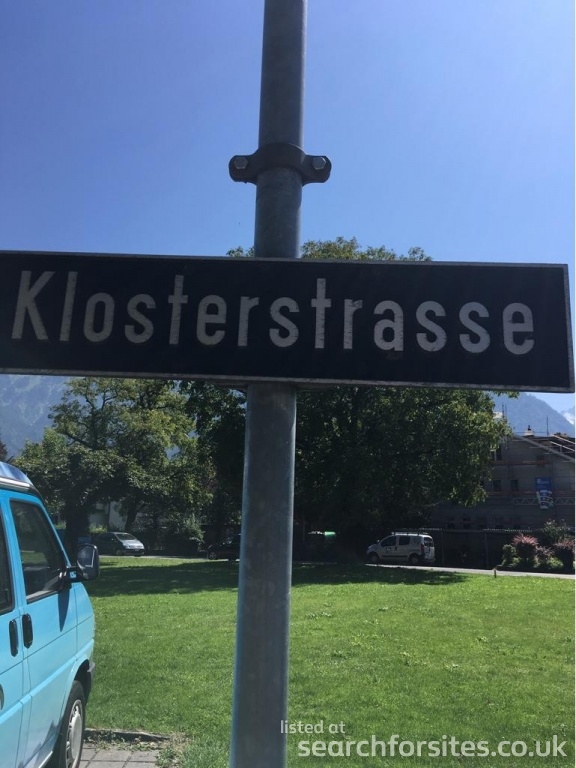 Klosterstrasse
listed at
searchforsites.co.uk